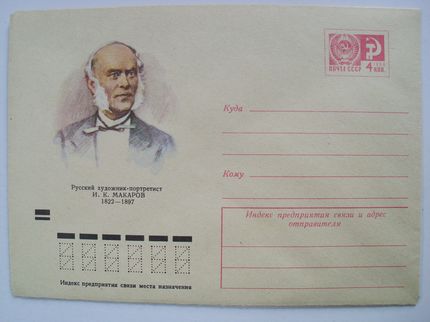 ПОЧТА СССР
4 КОП.
Куда
Кому
Русский художник-портретист
И. К. МАКАРОВ
1822—1897
Индекс предприятия связи и адрес
отправителя
Индекс предприятия связи места назначения